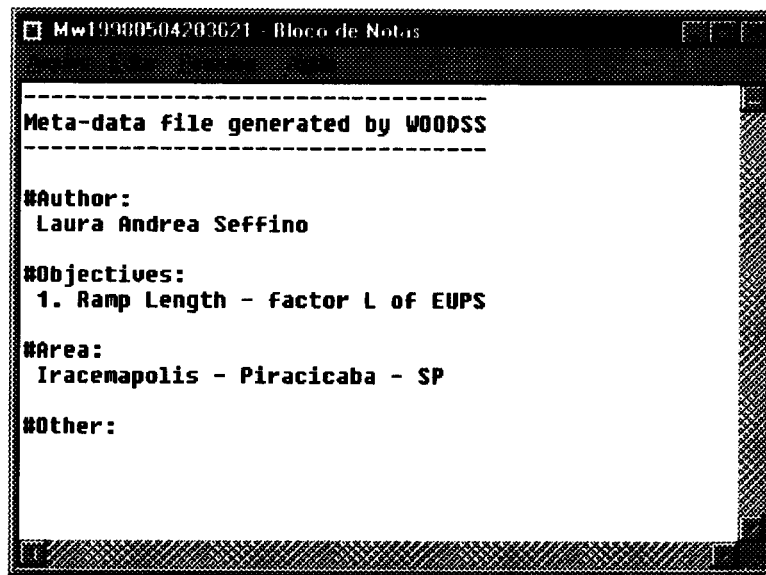 Mw19980504203621 - Bloco de Notas
----------------------------------
Meta-data file generated by WOODSS
----------------------------------
#Author:
Laura Andrea Seffino
#Objectives:
1. Ramp Length - factor L of EUPS
#Area:
Iracemapolis - Piracicaba - SP
#Other: